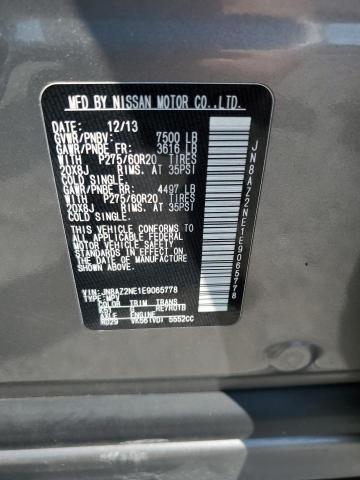 MFD BY NISSAN MOTOR CO.,LTD.
DATE: 12/13
GVWR/PNBV: 7500 LB
GAWR/PNBE FR: 3616 LB
WITH P275/60R20 TIRES
20X8J RIMS. AT 35PSI
COLD SINGLE.
GAWR/PNBE RR: 4497 LB
WITH P275/60R20 TIRES
20X8J RIMS. AT 35PSI
COLD SINGLE.
THIS VEHICLE CONFORMS TO
ALL APPLICABLE FEDERAL
MOTOR VEHICLE SAFETY
STANDARDS IN EFFECT ON
THE DATE OF MANUFACTURE
SHOWN ABOVE.
VIN: JN8AZ2NE1E9065778
TYPE: MPV
COLOR TRIM TRANS
RE7R01B
AXLE ENGINE
VK56(VD) 5552CC
JN8AZ2NE1E9065778